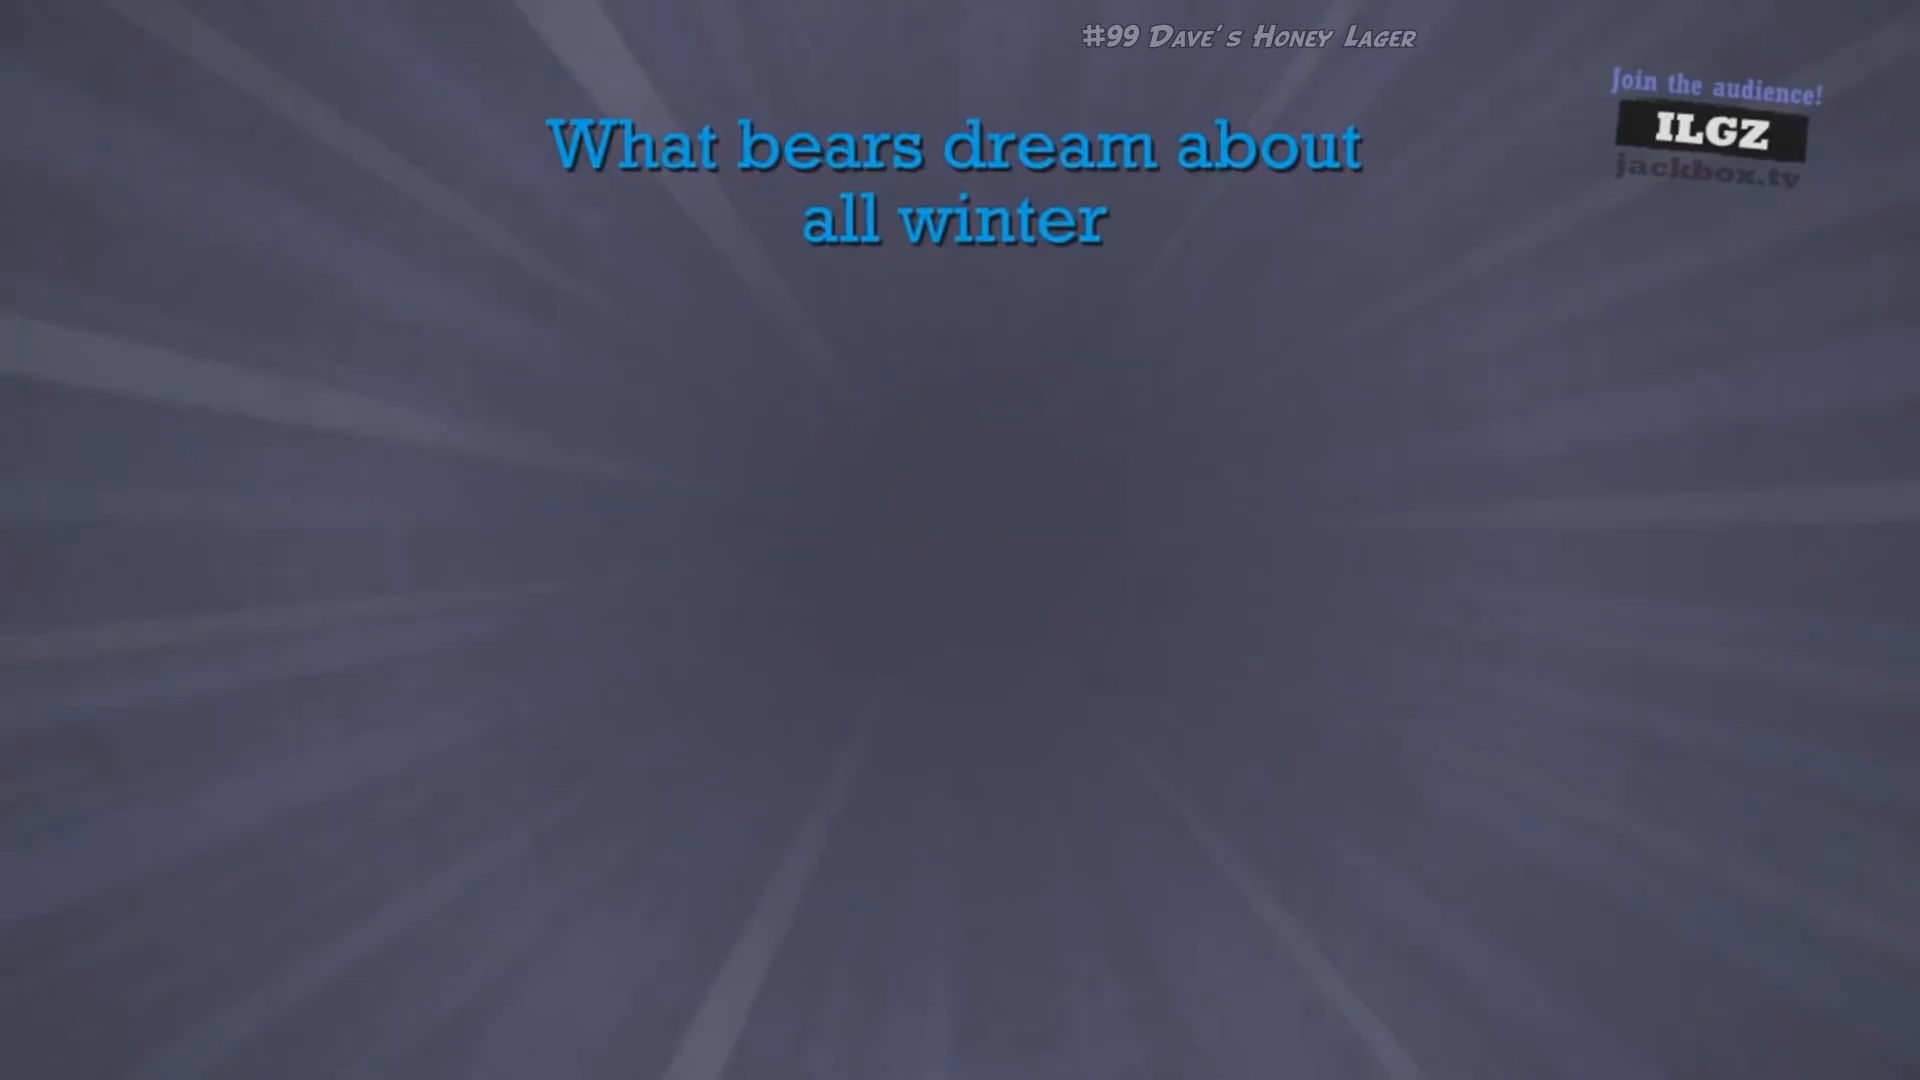 #99 Dave's Honey Lager
Join the audience!
ILGZ
jackbox.tv
What bears dream about
all winter